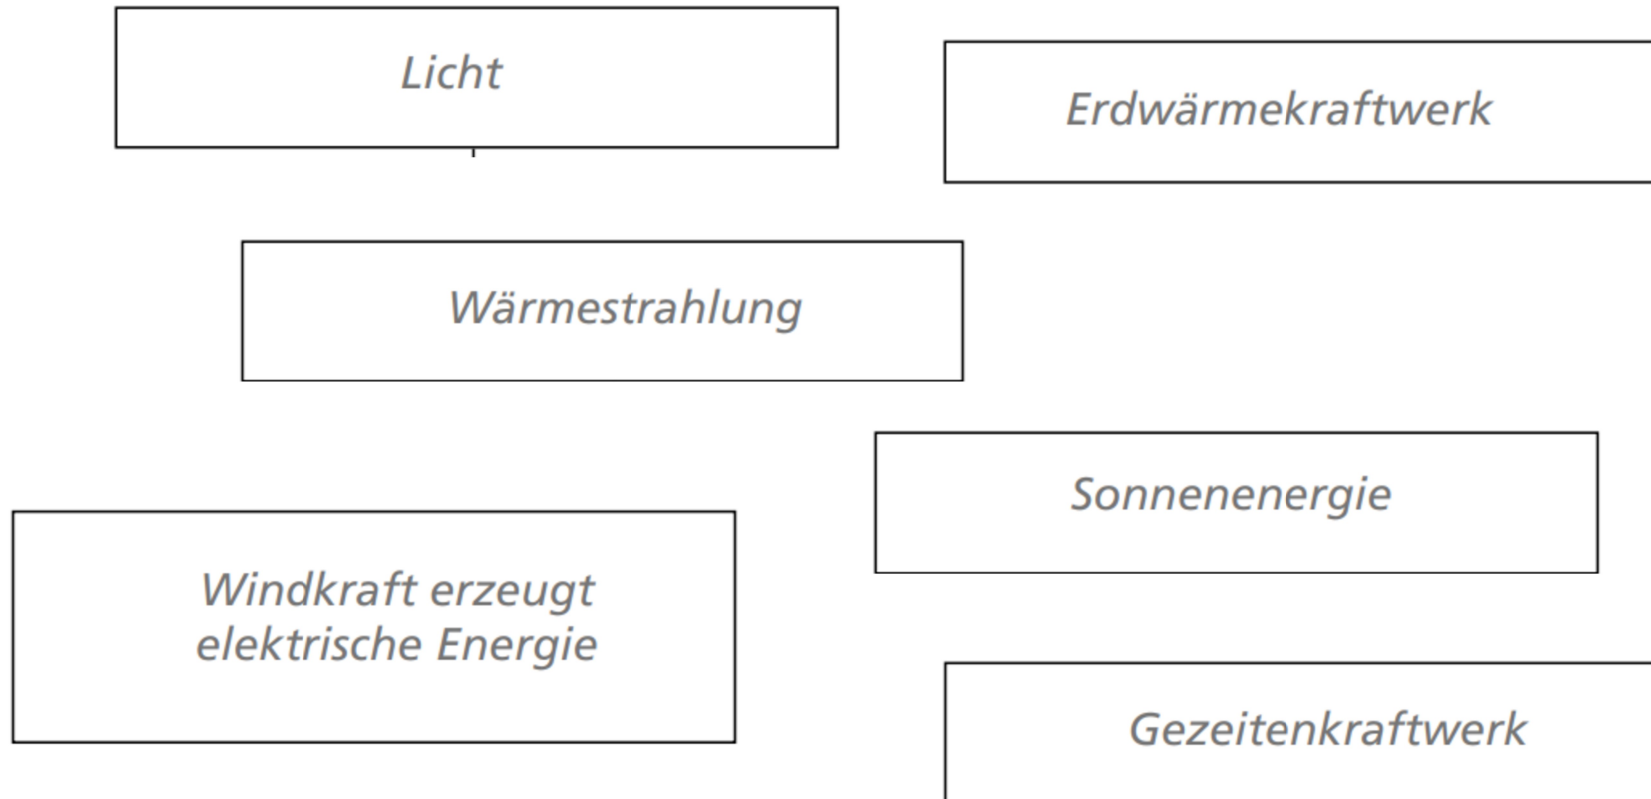 Licht
Erdwärmekraftwerk
Wärmestrahlung
Sonnenenergie
Windkraft erzeugt
elektrische Energie
Gezeitenkraftwerk